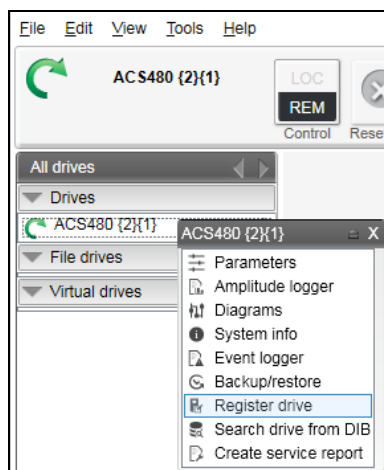 File Edit View Tools Help
ACS480 {2}{1}
LOC
REM
Control Rese
All drives
Drives
ACS480 {2}{1}
ACS480 {2}{1} X
File drives
Virtual drives
Parameters
Amplitude logger
Diagrams
System info
Event logger
Backup/restore
Register drive
Search drive from DIB
Create service report